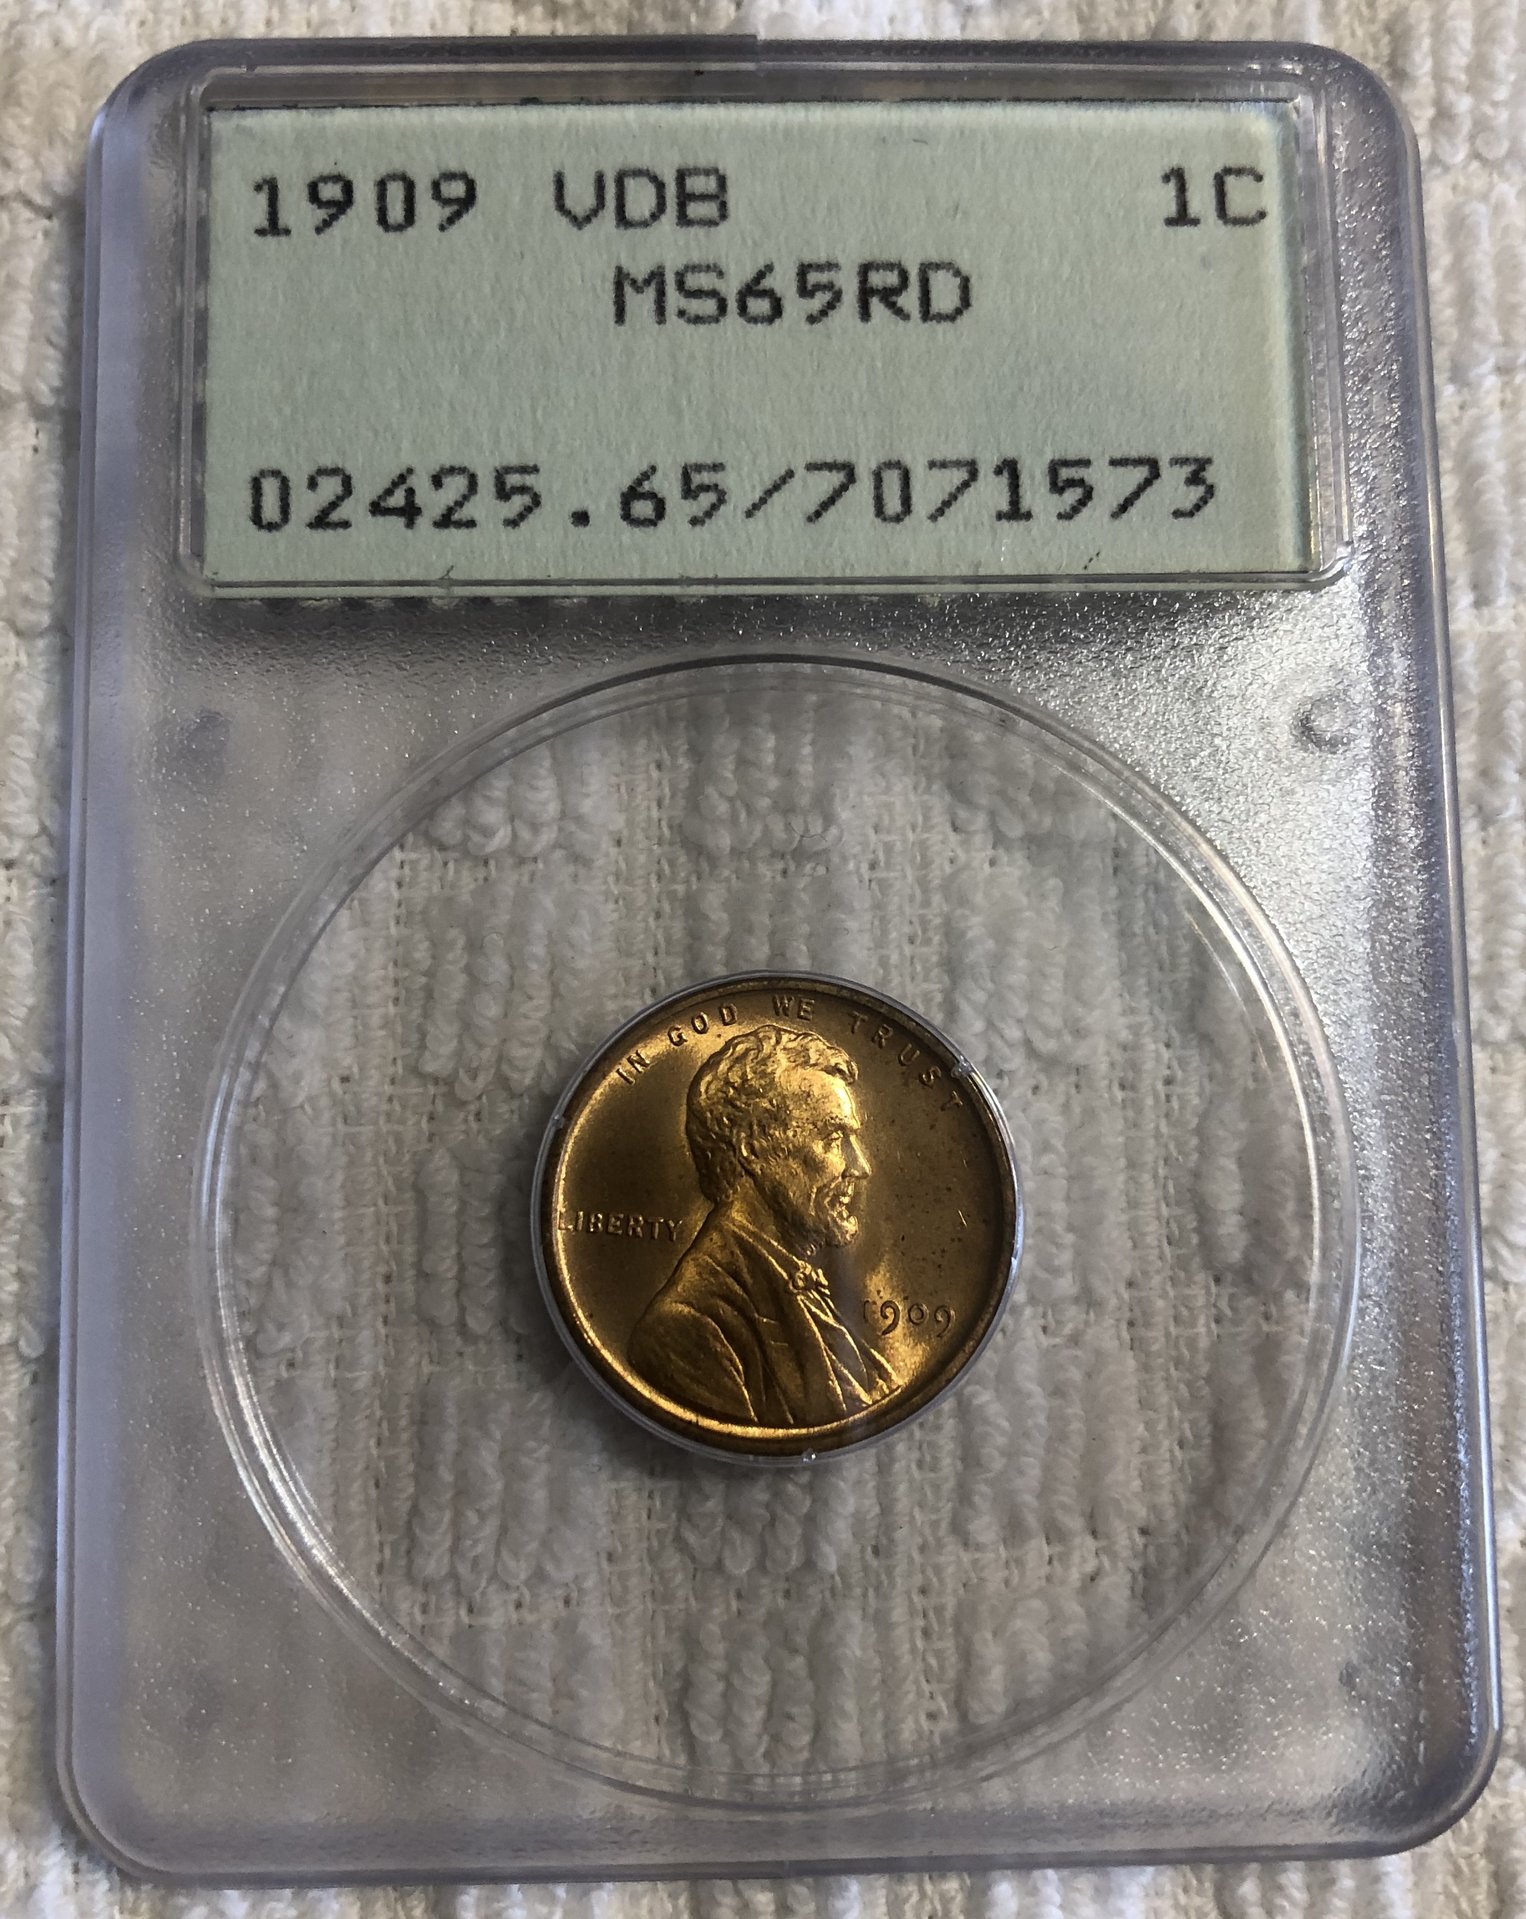 1909 VDB 1C
MS65RD
02425.65/7071573
IN GOD WE TRUST
LIBERTY
1909